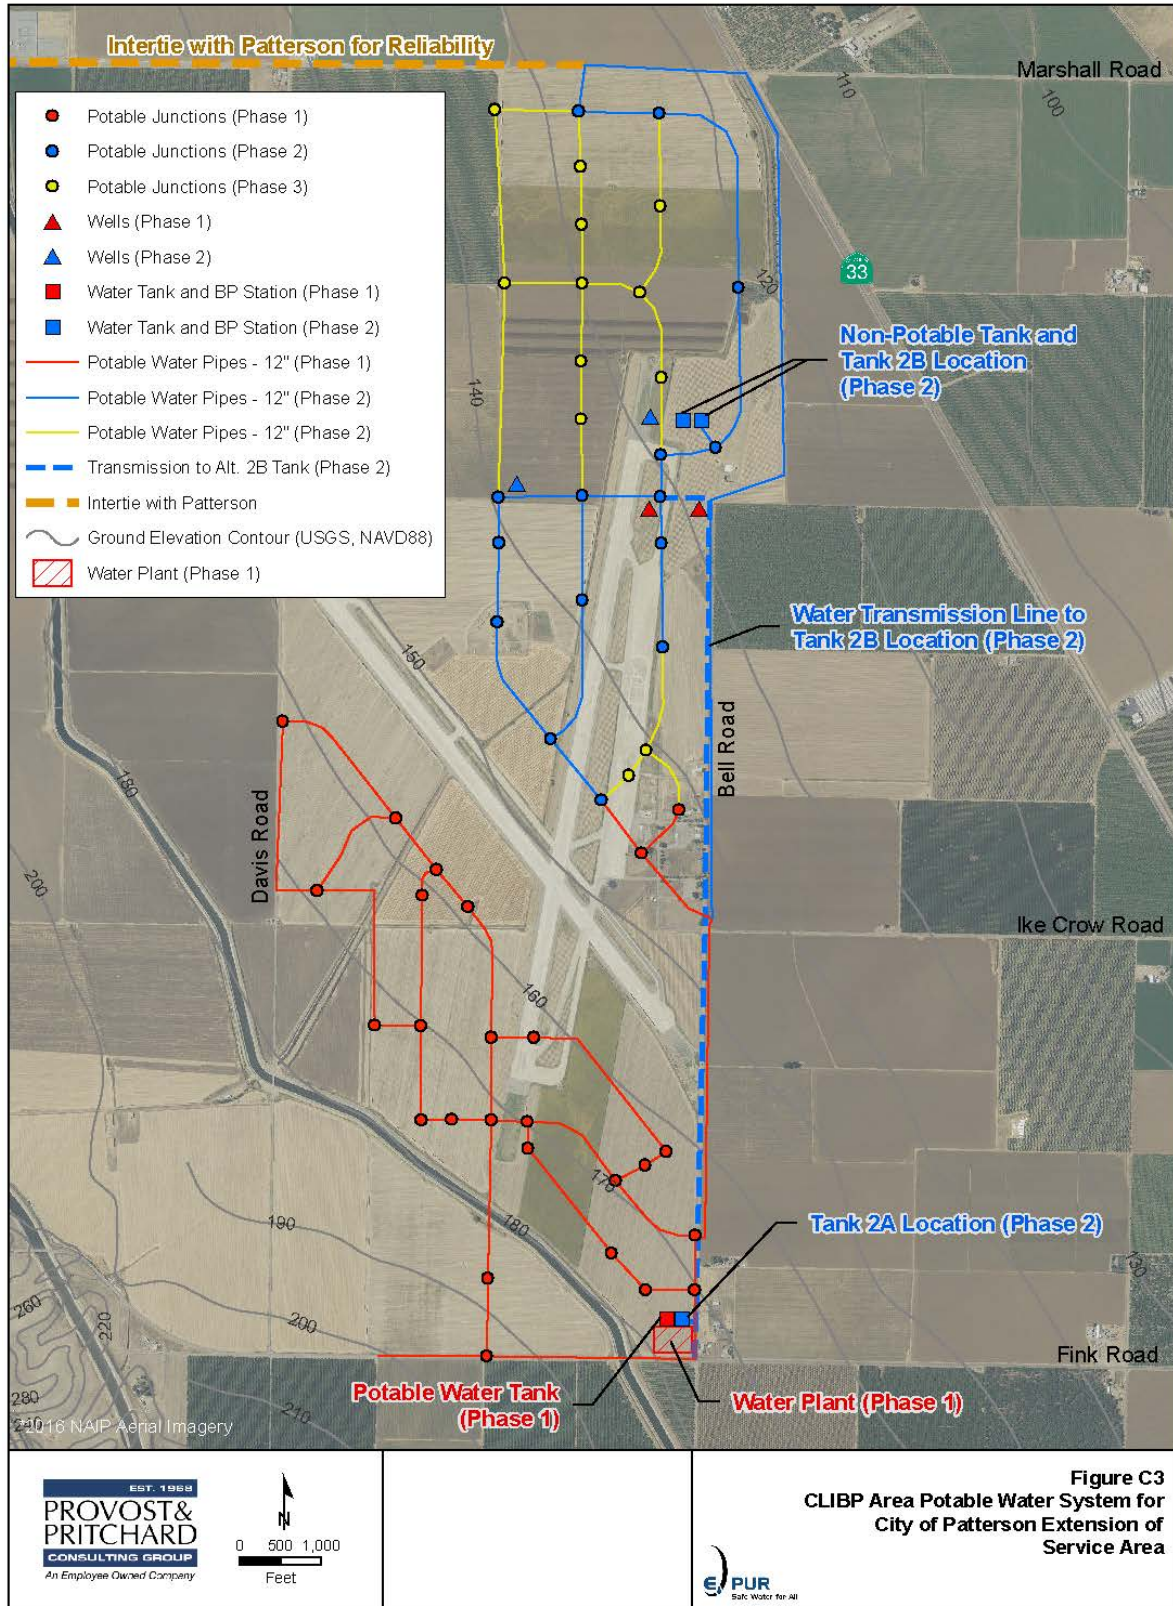 Intertie with Patterson for Reliability
Marshall Road
110
100
Potable Junctions (Phase 1)
Potable Junctions (Phase 2)
Potable Junctions (Phase 3)
Wells (Phase 1)
Wells (Phase 2)
Water Tank and BP Station (Phase 1)
Water Tank and BP Station (Phase 2)
Potable Water Pipes - 12" (Phase 1)
Potable Water Pipes - 12" (Phase 2)
Potable Water Pipes - 12" (Phase 2)
Transmission to Alt. 2B Tank (Phase 2)
Intertie with Patterson
Ground Elevation Contour (USGS, NAVD88)
Water Plant (Phase 1)
33
120
Non-Potable Tank and
Tank 2B Location
(Phase 2)
140
Water Transmission Line to
Tank 2B Location (Phase 2)
150
Bell Road
180
Davis Road
200
Ike Crow Road
160
170
190
180
Tank 2A Location (Phase 2)
130
260
220
200
Fink Road
280
240
210
Potable Water Tank
(Phase 1)
Water Plant (Phase 1)
*2016 NAIP Aerial Imagery
EST. 1968
PROVOST&
PRITCHARD
CONSULTING GROUP
An Employee Owned Company
N
0 500 1,000
Feet
Figure C3
CLIBP Area Potable Water System for
City of Patterson Extension of
Service Area
E PUR
Safe Water for All